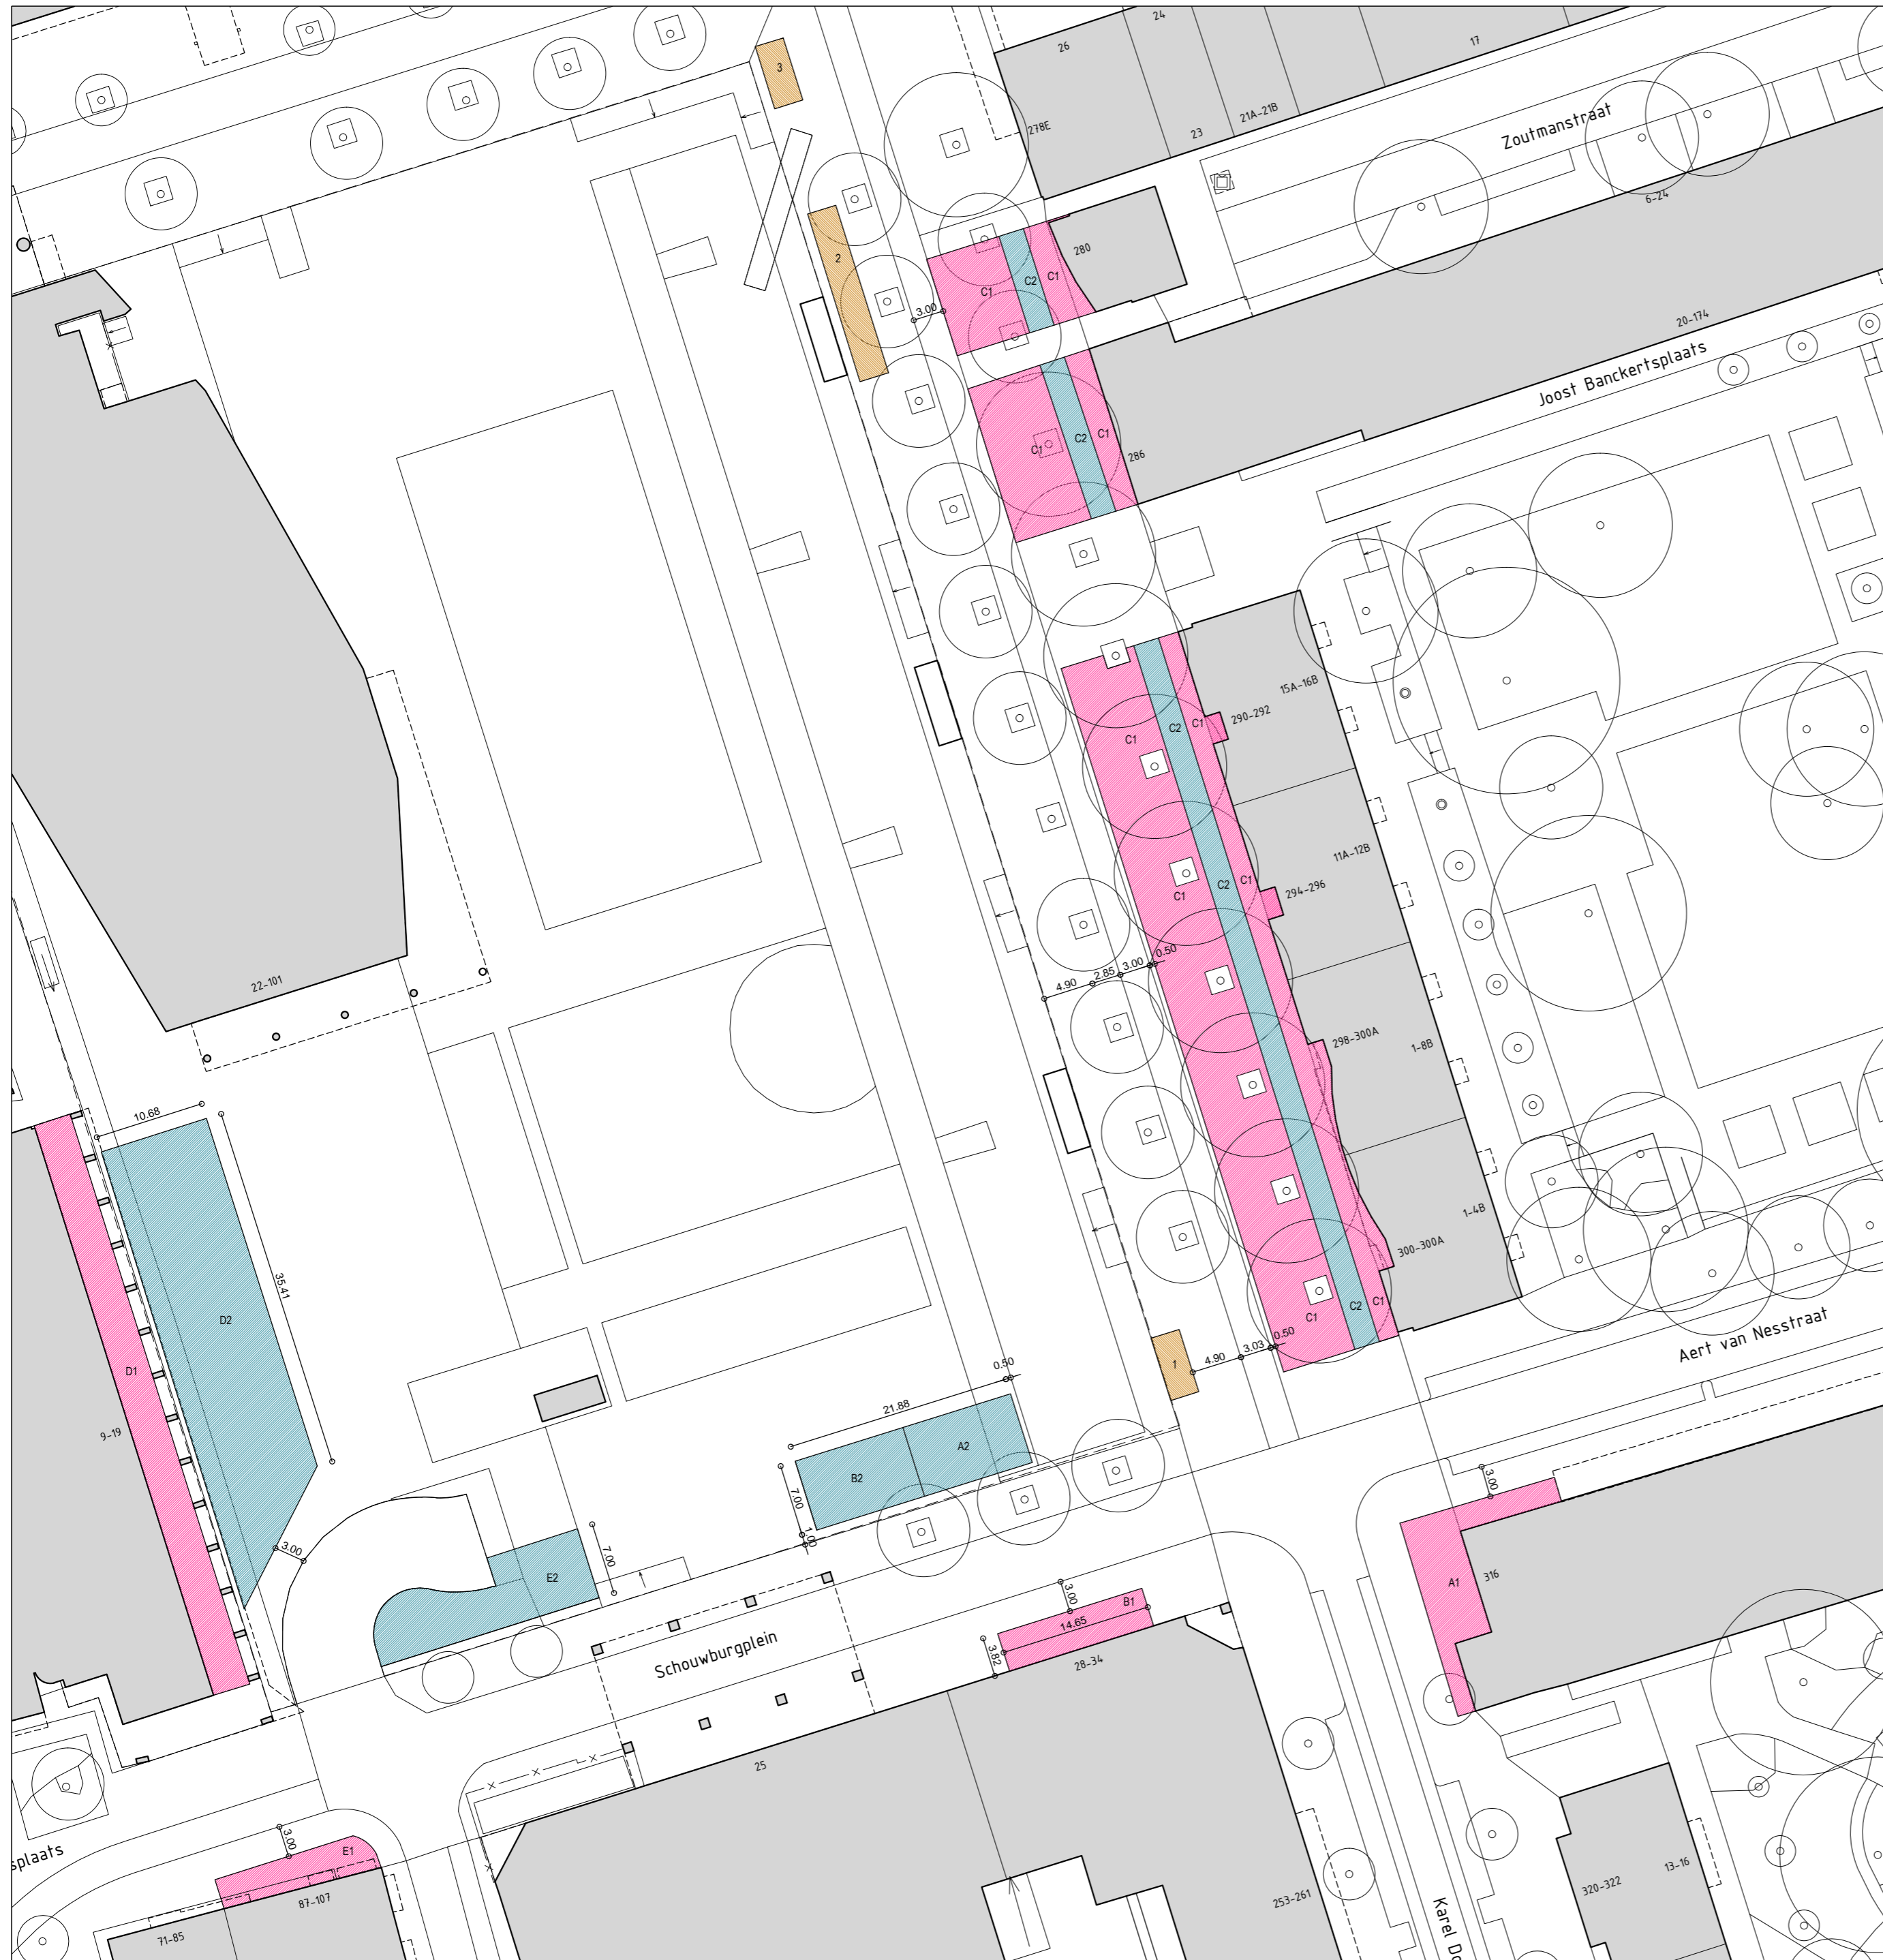 24
26
17
3
21A-21B
23
278E
Zoutmanstraat
6-24
2
280
C1
C2
C1
3.00
20-174
Joost Banckertsplaats
C1
C2
C1
286
15A-16B
290-292
C1
C2
C1
11A-12B
294-296
C1
C2
C1
4.90
2.85
3.00
0.50
22-101
298-300A
1-8B
10.68
35.41
D2
D1
9-19
1-4B
300-300A
C1
C2
C1
Aert van Nesstraat
1
4.90
3.03
0.50
0.50
21.88
B2
A2
7.00
1.00
3.00
3.00
E2
7.00
A1
316
3.00
B1
14.65
3.82
28-34
Schouwburgplein
25
3.00
E1
87-107
71-85
splaats
253-261
Karel Do
320-322
13-16